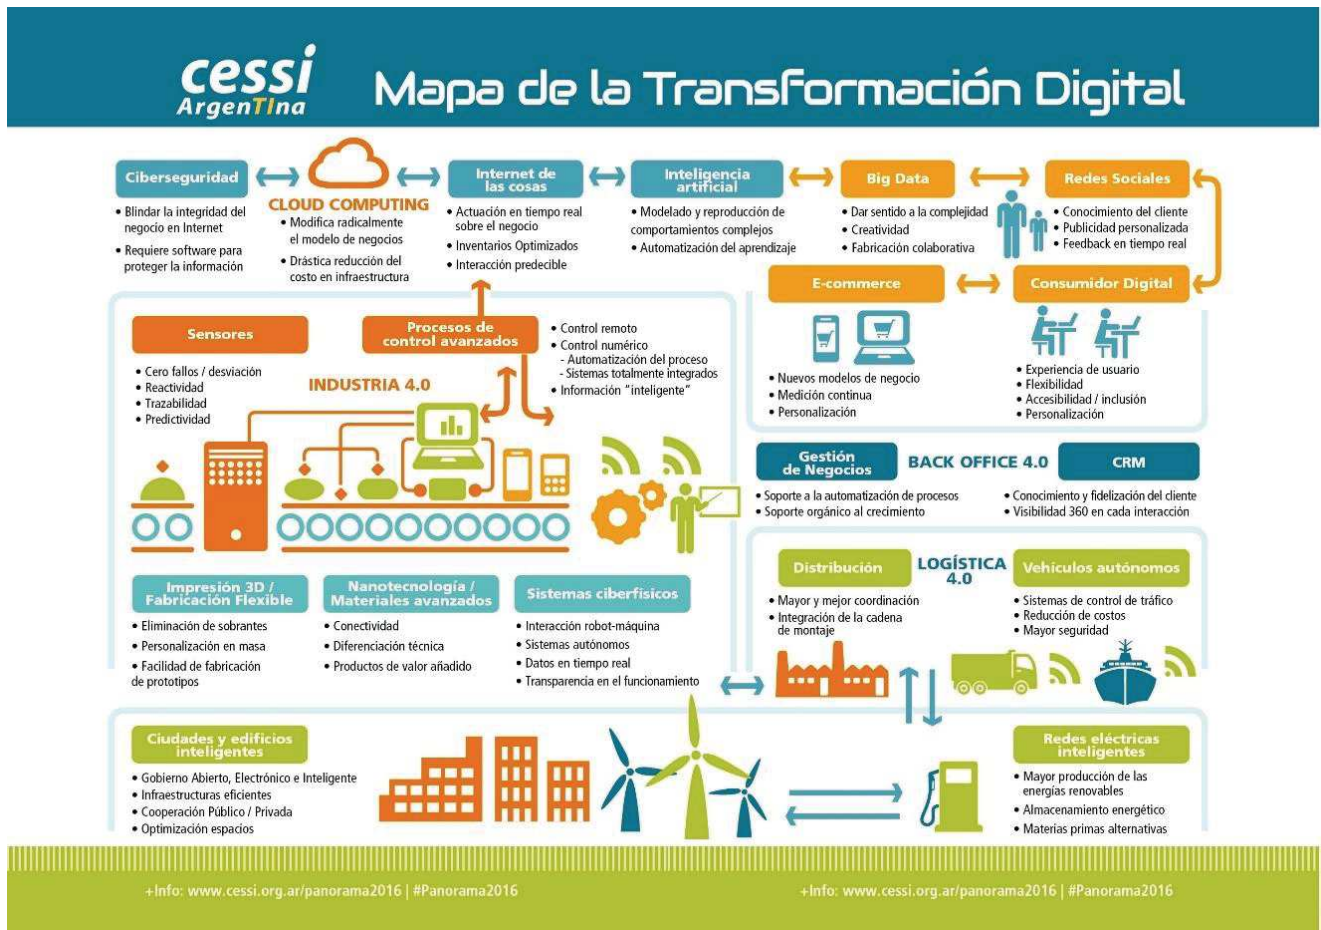 cessi
ArgenTIna
Mapa de la Transformación Digital
Ciberseguridad
• Blindar la integridad del
negocio en Internet
• Requiere software para
proteger la información
CLOUD COMPUTING
• Modifica radicalmente
el modelo de negocios
• Drástica reducción del
costo en infraestructura
Internet de
las cosas
• Actuación en tiempo real
sobre el negocio
• Inventarios Optimizados
• Interacción predecible
Inteligencia
artificial
• Modelado y reproducción de
comportamientos complejos
• Automatización del aprendizaje
Big Data
• Dar sentido a la complejidad
• Creatividad
• Fabricación colaborativa
Redes Sociales
• Conocimiento del cliente
• Publicidad personalizada
• Feedback en tiempo real
E-commerce
• Nuevos modelos de negocio
• Medición continua
• Personalización
Consumidor Digital
• Experiencia de usuario
• Flexibilidad
• Accesibilidad / inclusión
• Personalización
Sensores
• Cero fallos / desviación
• Reactividad
• Trazabilidad
• Predictividad
INDUSTRIA 4.0
Procesos de
control avanzados
• Control remoto
• Control numérico
- Automatización del proceso
- Sistemas totalmente integrados
• Información “inteligente”
Gestión
de Negocios
• Soporte a la automatización de procesos
• Soporte orgánico al crecimiento
BACK OFFICE 4.0
CRM
• Conocimiento y fidelización del cliente
• Visibilidad 360 en cada interacción
Impresión 3D /
Fabricación Flexible
• Eliminación de sobrantes
• Personalización en masa
• Facilidad de fabricación
de prototipos
Nanotecnología /
Materiales avanzados
• Conectividad
• Diferenciación técnica
• Productos de valor añadido
Sistemas ciberfisicos
• Interacción robot-máquina
• Sistemas autónomos
• Datos en tiempo real
• Transparencia en el funcionamiento
Distribución
• Mayor y mejor coordinación
• Integración de la cadena
de montaje
LOGÍSTICA
4.0
Vehiculos autónomos
• Sistemas de control de tráfico
• Reducción de costos
• Mayor seguridad
Ciudades y edificios
inteligentes
• Gobierno Abierto, Electrónico e Inteligente
• Infraestructuras eficientes
• Cooperación Público / Privada
• Optimización espacios
Redes eléctricas
inteligentes
• Mayor producción de las
energías renovables
• Almacenamiento energético
• Materias primas alternativas
+Info: www.cessi.org.ar/panorama2016 | #Panorama2016
+Info: www.cessi.org.ar/panorama2016 | #Panorama2016